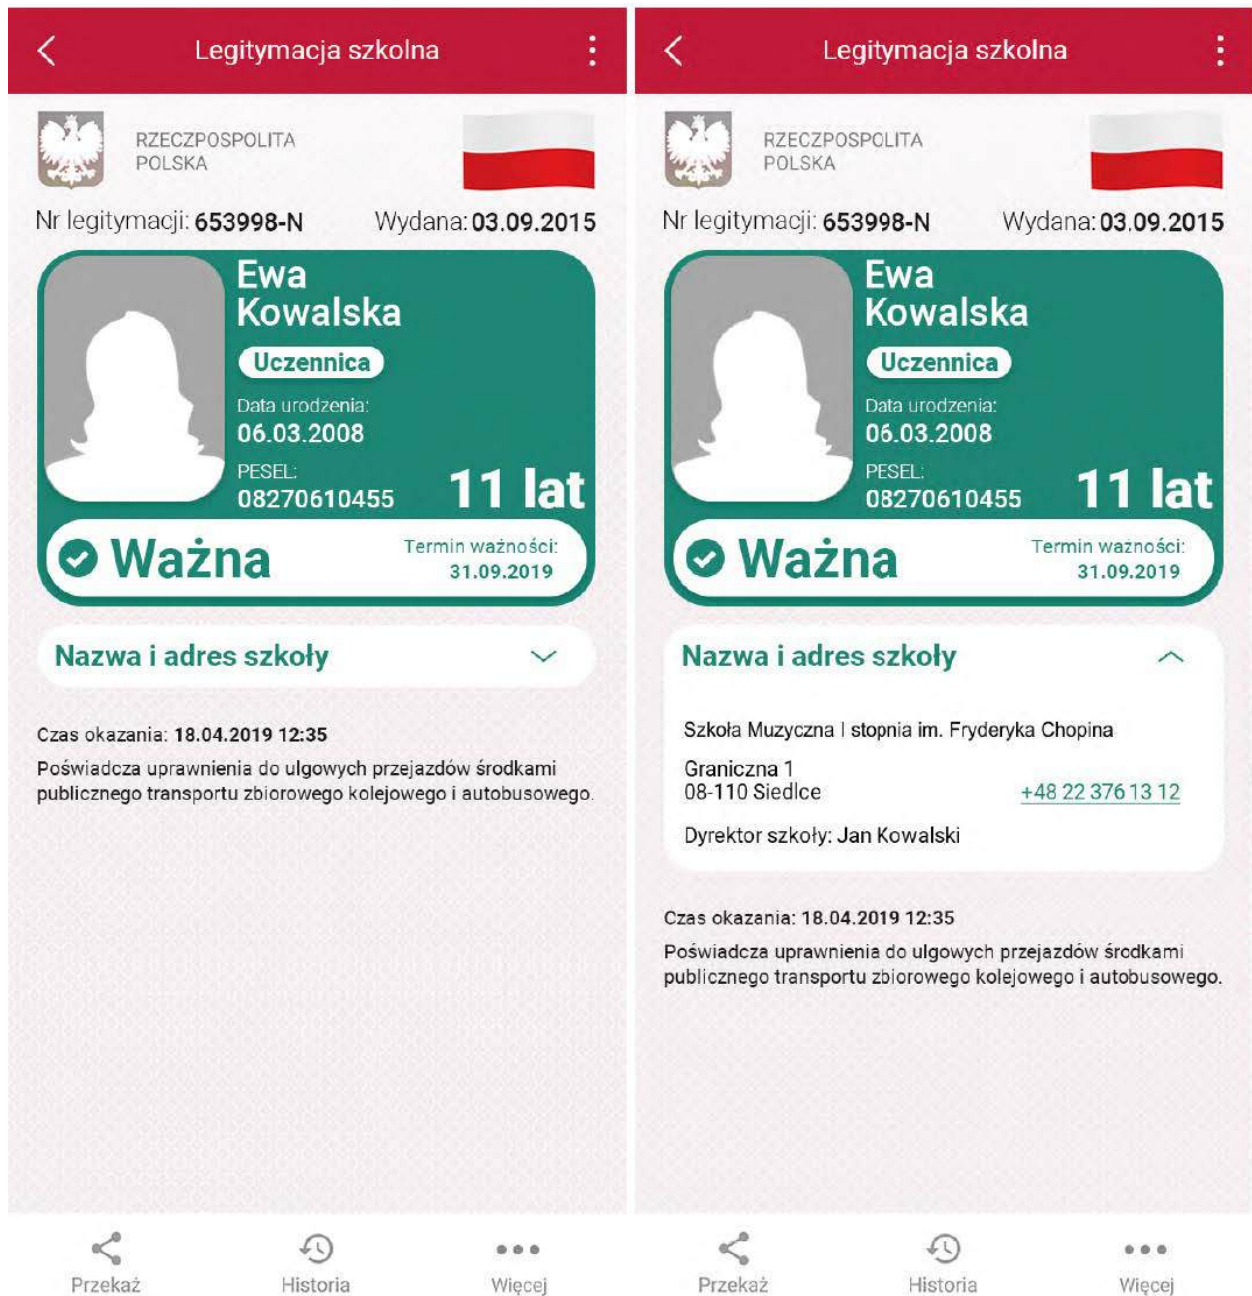 Legitymacja szkolna
RZECZPOSPOLITA
POLSKA
Nr legitymacji: 653998-N Wydana: 03.09.2015
Ewa
Kowalska
Uczennica
Data urodzenia:
06.03.2008
PESEL:
08270610455
11 lat
Ważna
Termin ważności:
31.09.2019
Nazwa i adres szkoły
Czas okazania: 18.04.2019 12:35
Poświadcza uprawnienia do ulgowych przejazdów środkami
publicznego transportu zbiorowego kolejowego i autobusowego.
Przekaż Historia Więcej
Legitymacja szkolna
RZECZPOSPOLITA
POLSKA
Nr legitymacji: 653998-N Wydana: 03.09.2015
Ewa
Kowalska
Uczennica
Data urodzenia:
06.03.2008
PESEL:
08270610455
11 lat
Ważna
Termin ważności:
31.09.2019
Nazwa i adres szkoły
Szkoła Muzyczna I stopnia im. Fryderyka Chopina
Graniczna 1
08-110 Siedlce
+48 22 376 13 12
Dyrektor szkoły: Jan Kowalski
Czas okazania: 18.04.2019 12:35
Poświadcza uprawnienia do ulgowych przejazdów środkami
publicznego transportu zbiorowego kolejowego i autobusowego.
Przekaż Historia Więcej